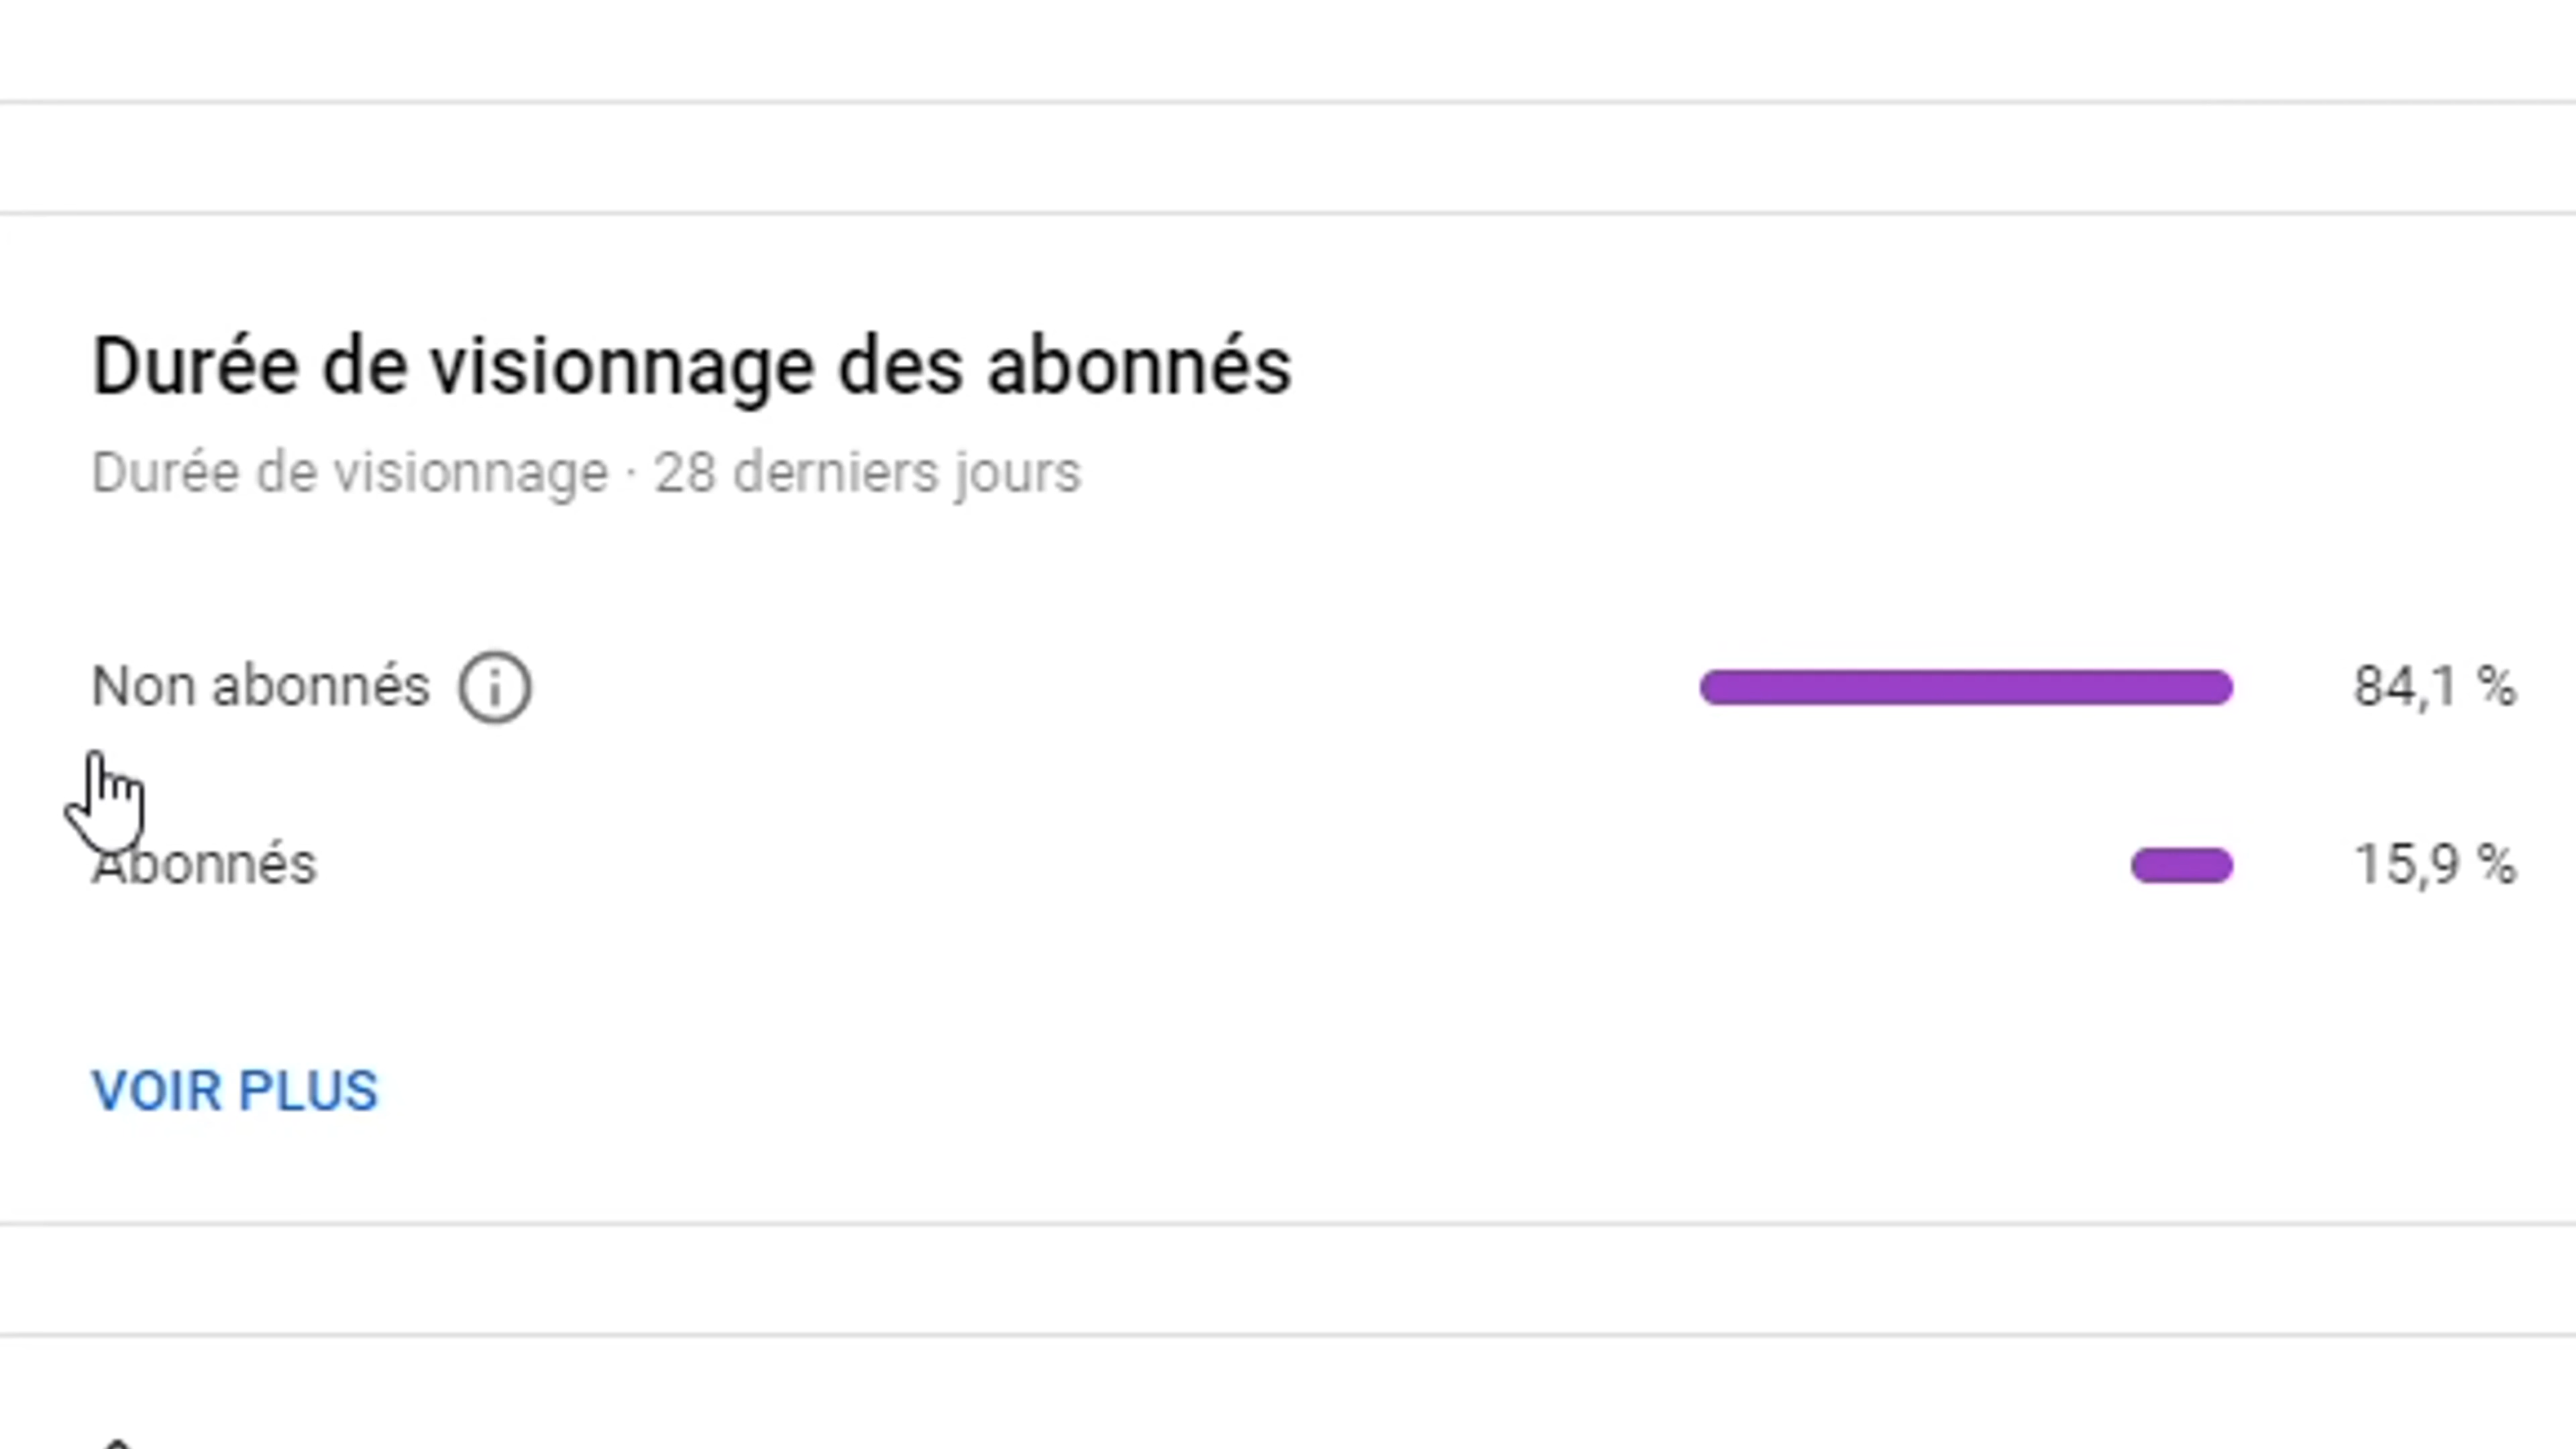 Durée de visionnage des abonnés
Durée de visionnage · 28 derniers jours
Non abonnés 84,1 %
Abonnés 15,9 %
VOIR PLUS